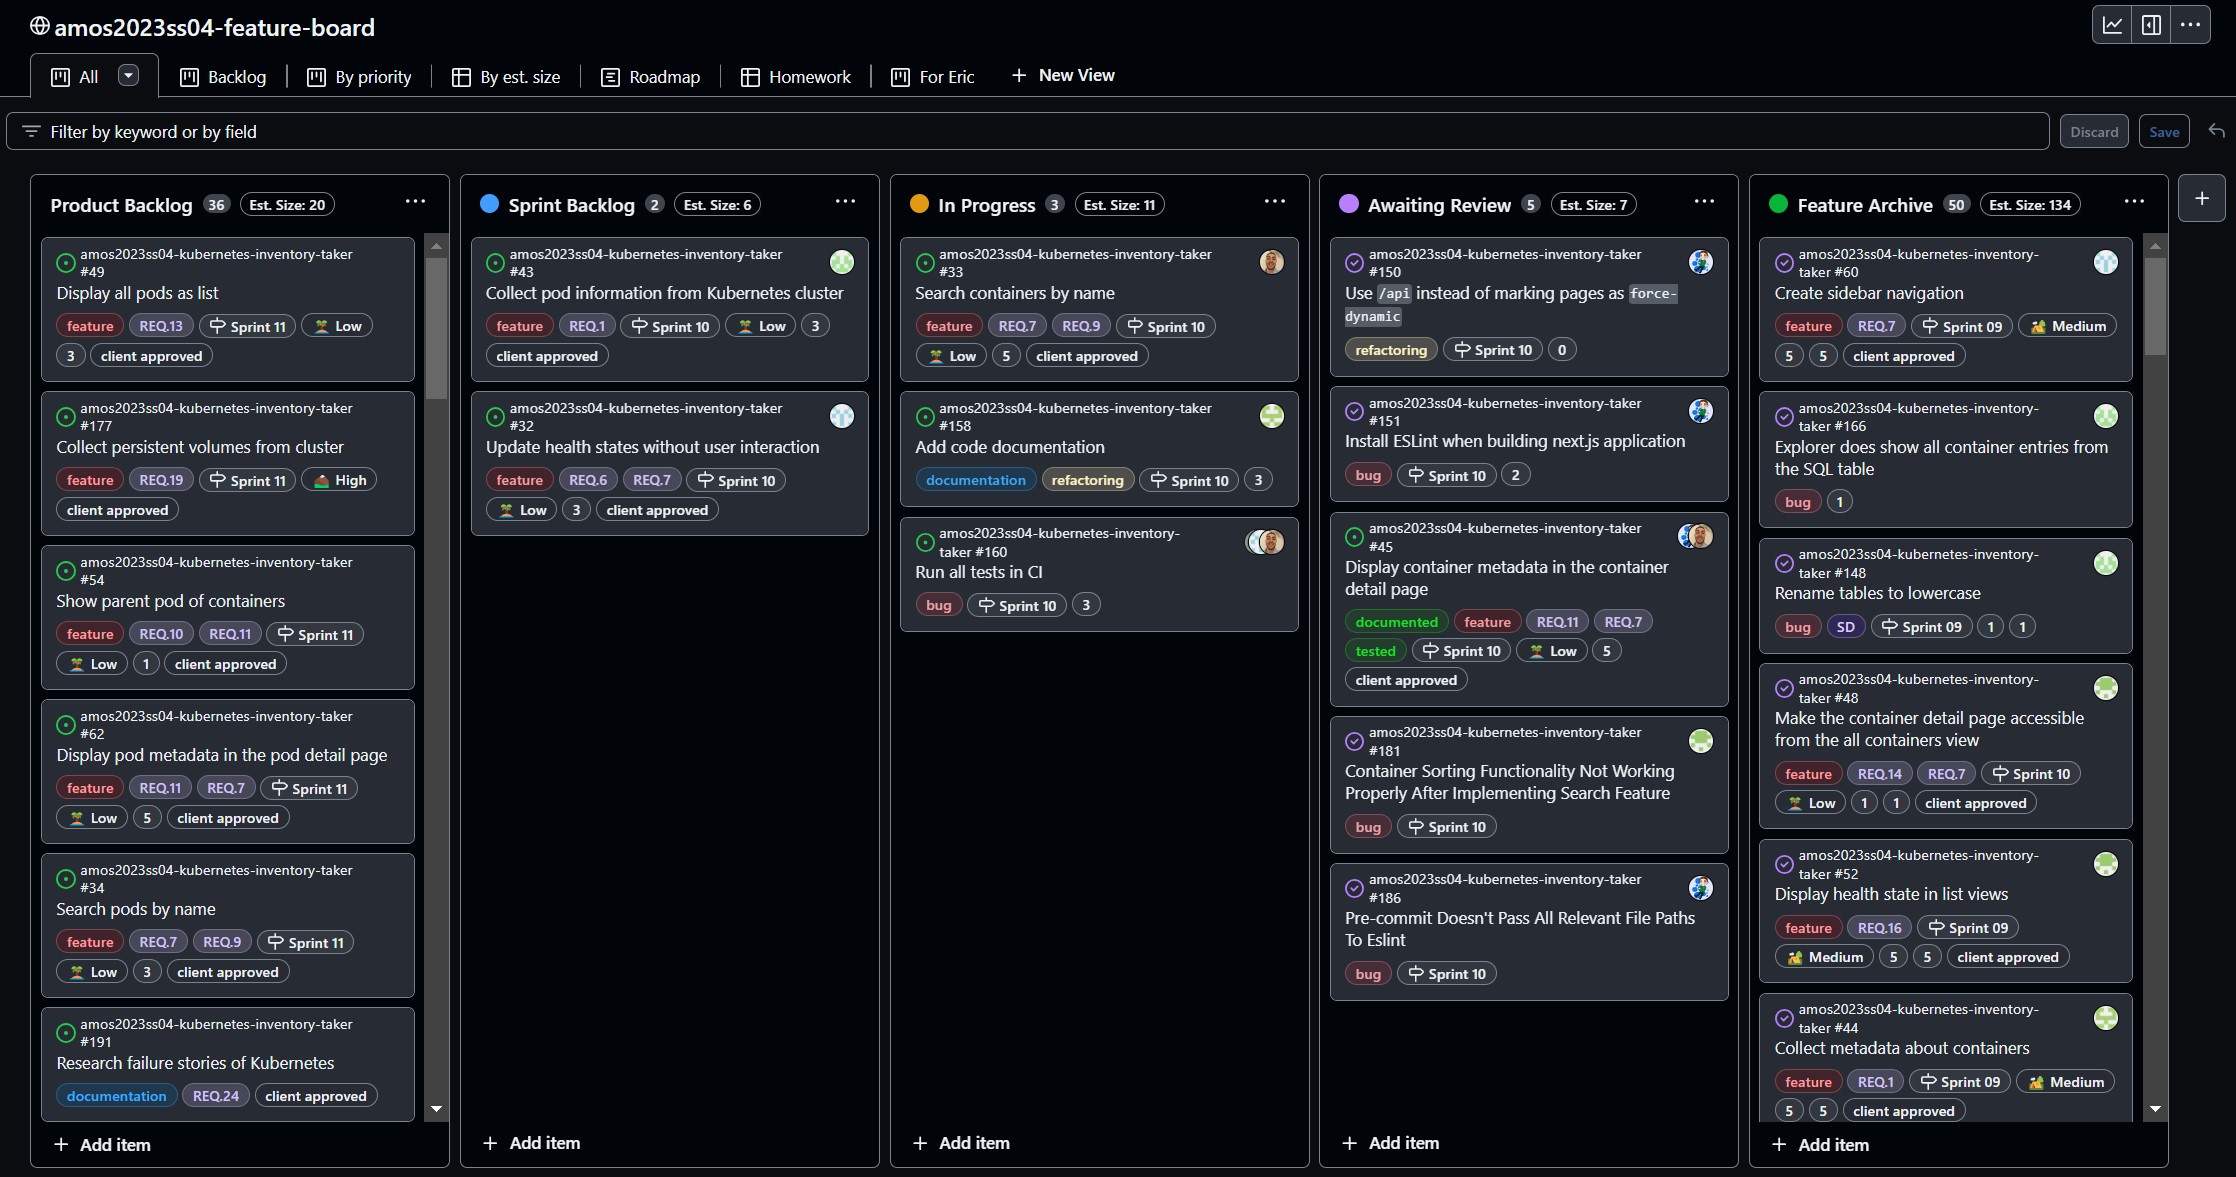 amos2023ss04-feature-board
All
Backlog
By priority
By est. size
Roadmap
Homework
For Eric
New View
Filter by keyword or by field
Discard
Save
Product Backlog 36 Est. Size: 20
amos2023ss04-kubernetes-inventory-taker
#49
Display all pods as list
feature REQ.13 Sprint 11 Low
3 client approved
amos2023ss04-kubernetes-inventory-taker
#177
Collect persistent volumes from cluster
feature REQ.19 Sprint 11 High
client approved
amos2023ss04-kubernetes-inventory-taker
#54
Show parent pod of containers
feature REQ.10 REQ.11 Sprint 11
Low 1 client approved
amos2023ss04-kubernetes-inventory-taker
#62
Display pod metadata in the pod detail page
feature REQ.11 REQ.7 Sprint 11
Low 5 client approved
amos2023ss04-kubernetes-inventory-taker
#34
Search pods by name
feature REQ.7 REQ.9 Sprint 11
Low 3 client approved
amos2023ss04-kubernetes-inventory-taker
#191
Research failure stories of Kubernetes
documentation REQ.24 client approved
Add item
Sprint Backlog 2 Est. Size: 6
amos2023ss04-kubernetes-inventory-taker
#43
Collect pod information from Kubernetes cluster
feature REQ.1 Sprint 10 Low 3
client approved
amos2023ss04-kubernetes-inventory-taker
#32
Update health states without user interaction
feature REQ.6 REQ.7 Sprint 10
Low 3 client approved
Add item
In Progress 3 Est. Size: 11
amos2023ss04-kubernetes-inventory-taker
#33
Search containers by name
feature REQ.7 REQ.9 Sprint 10
Low 5 client approved
amos2023ss04-kubernetes-inventory-taker
#158
Add code documentation
documentation refactoring Sprint 10 3
amos2023ss04-kubernetes-inventory-
taker #160
Run all tests in CI
bug Sprint 10 3
Add item
Awaiting Review 5 Est. Size: 7
amos2023ss04-kubernetes-inventory-taker
#150
Use /api instead of marking pages as force-
dynamic
refactoring Sprint 10 0
amos2023ss04-kubernetes-inventory-taker
#151
Install ESLint when building next.js application
bug Sprint 10 2
amos2023ss04-kubernetes-inventory-taker
#45
Display container metadata in the container
detail page
documented feature REQ.11 REQ.7
tested Sprint 10 Low 5
client approved
amos2023ss04-kubernetes-inventory-taker
#181
Container Sorting Functionality Not Working
Properly After Implementing Search Feature
bug Sprint 10
amos2023ss04-kubernetes-inventory-taker
#186
Pre-commit Doesn't Pass All Relevant File Paths
To Eslint
bug Sprint 10
Add item
Feature Archive 50 Est. Size: 134
amos2023ss04-kubernetes-inventory-
taker #60
Create sidebar navigation
feature REQ.7 Sprint 09 Medium
5 5 client approved
amos2023ss04-kubernetes-inventory-
taker #166
Explorer does show all container entries from
the SQL table
bug 1
amos2023ss04-kubernetes-inventory-
taker #148
Rename tables to lowercase
bug SD Sprint 09 1 1
amos2023ss04-kubernetes-inventory-
taker #48
Make the container detail page accessible
from the all containers view
feature REQ.14 REQ.7 Sprint 10
Low 1 1 client approved
amos2023ss04-kubernetes-inventory-
taker #52
Display health state in list views
feature REQ.16 Sprint 09
Medium 5 5 client approved
amos2023ss04-kubernetes-inventory-
taker #44
Collect metadata about containers
feature REQ.1 Sprint 09 Medium
5 5 client approved
Add item